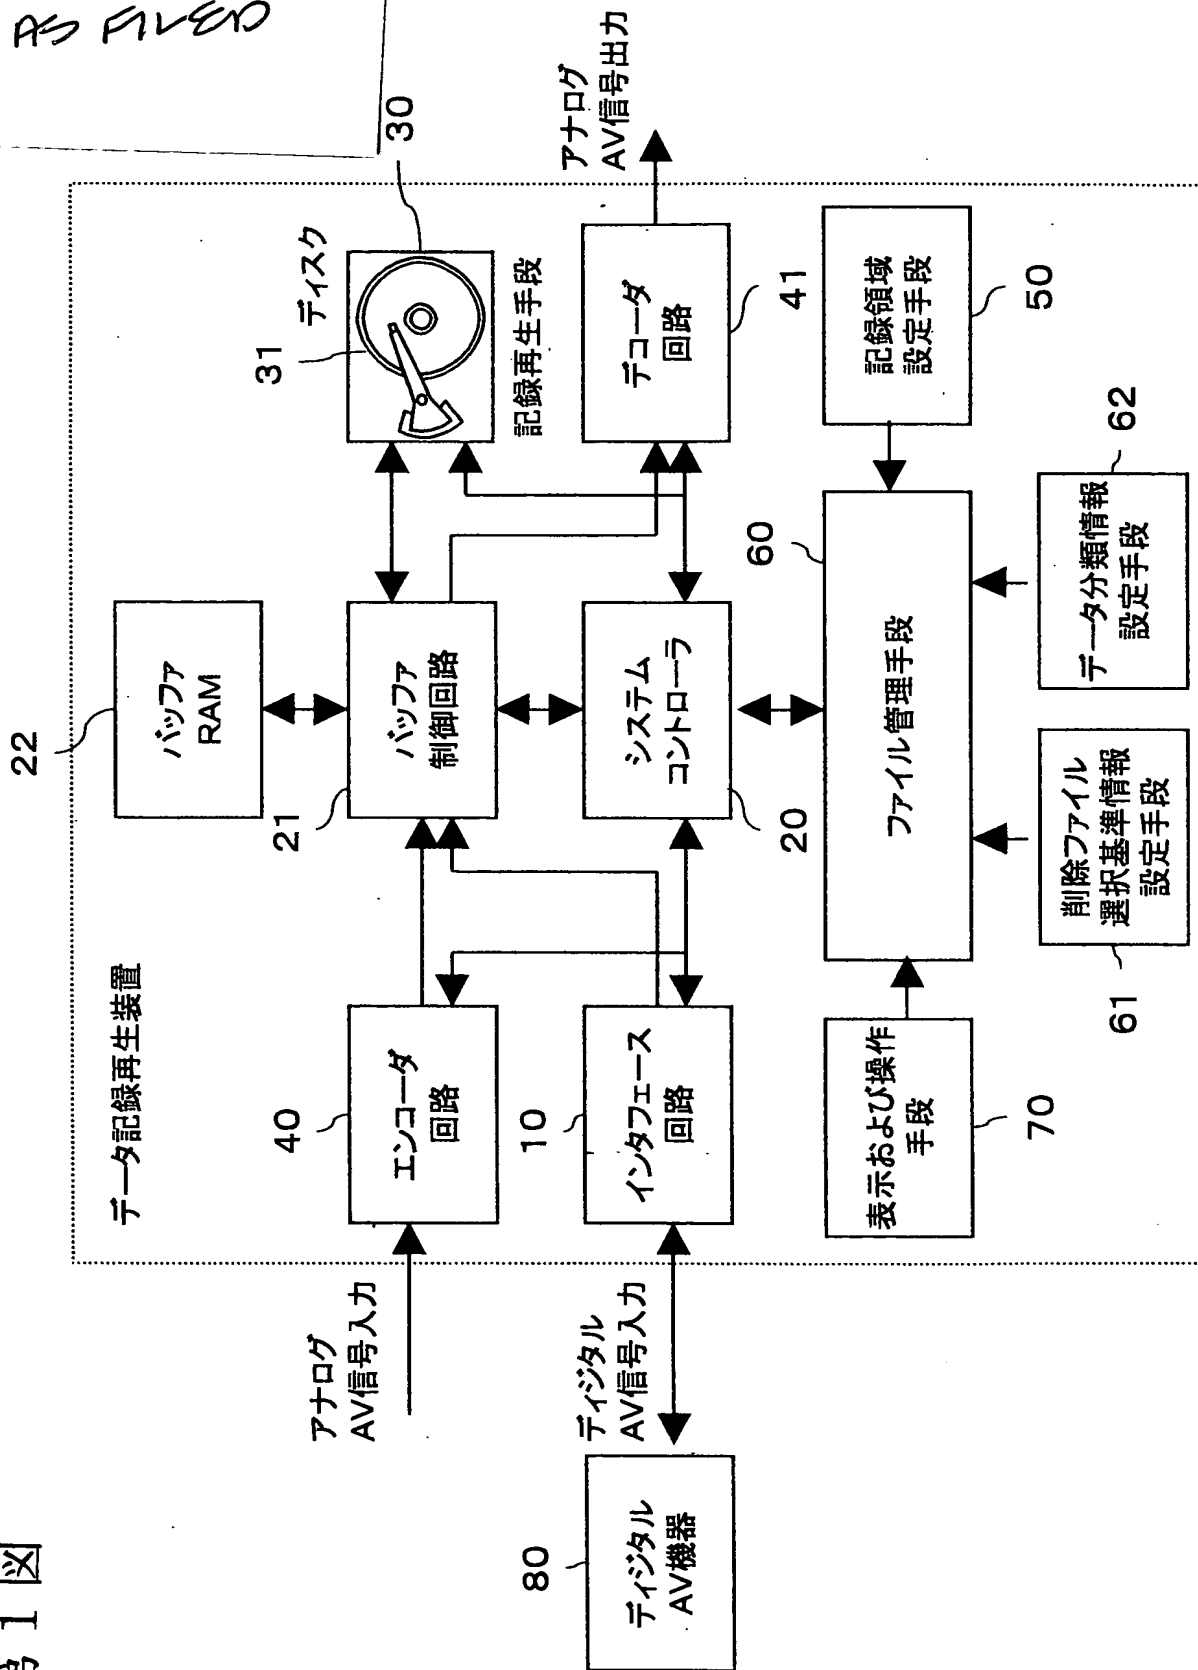 AS FILED
第 1 図
データ記録再生装置
22
バッファ
RAM
31
ディスク
30
記録再生手段
アナログ
AV信号入力
40
エンコーダ
回路
21
バッファ
制御回路
アナログ
AV信号出力
デコーダ
回路
41
ディジタル
AV信号入力
80
ディジタル
AV機器
10
インタフェース
回路
システム
コントローラ
20
60
ファイル管理手段
記録領域
設定手段
50
表示および操作
手段
70
削除ファイル
選択基準情報
設定手段
61
データ分類情報
設定手段
62